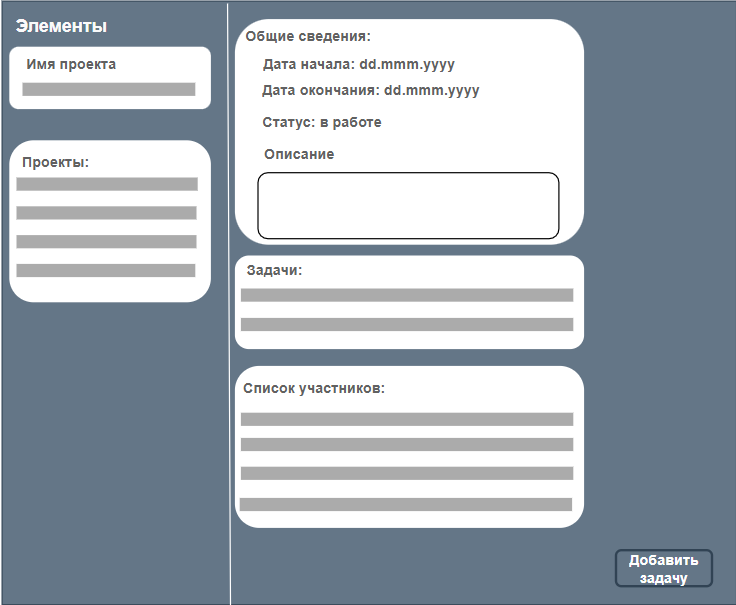 Элементы
Имя проекта
Проекты:
Общие сведения:
Дата начала: dd.mmm.yyyy
Дата окончания: dd.mmm.yyyy
Статус: в работе
Описание
Задачи:
Список участников:
Добавить
задачу